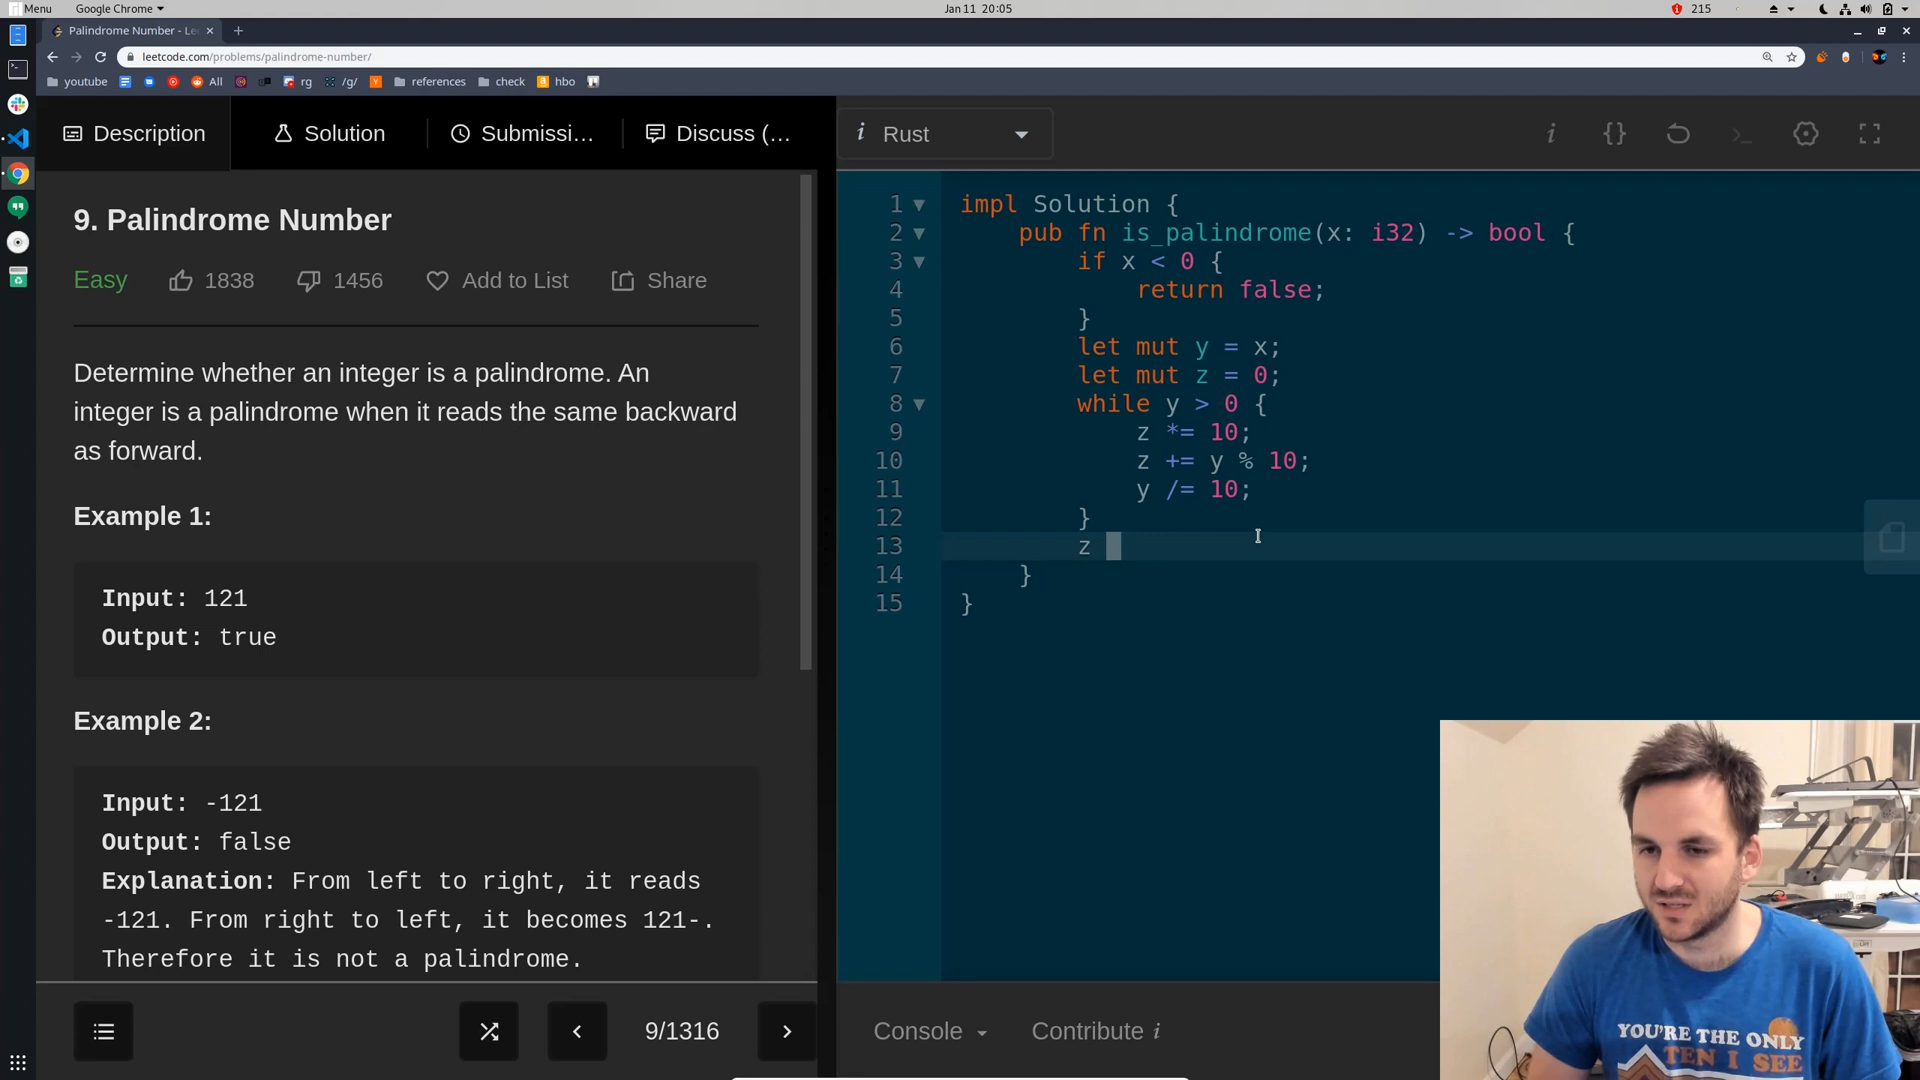 Menu Google Chrome Jan 11 20:05 215
Palindrome Number - Le
leetcode.com/problems/palindrome-number/
youtube All rg /g/ references check hbo
Description Solution Submissi... Discuss (...
i Rust
9. Palindrome Number
Easy 1838 1456 Add to List Share
Determine whether an integer is a palindrome. An
integer is a palindrome when it reads the same backward
as forward.
Example 1:
Input: 121
Output: true
Example 2:
Input: -121
Output: false
Explanation: From left to right, it reads
-121. From right to left, it becomes 121-.
Therefore it is not a palindrome.
9/1316
1 impl Solution {
2 pub fn is_palindrome(x: i32) -> bool {
3 if x < 0 {
4 return false;
5 }
6 let mut y = x;
7 let mut z = 0;
8 while y > 0 {
9 z *= 10;
10 z += y % 10;
11 y /= 10;
12 }
13 z
14 }
15 }
Console Contribute i
YOU'RE THE ONLY
TEN I SEE